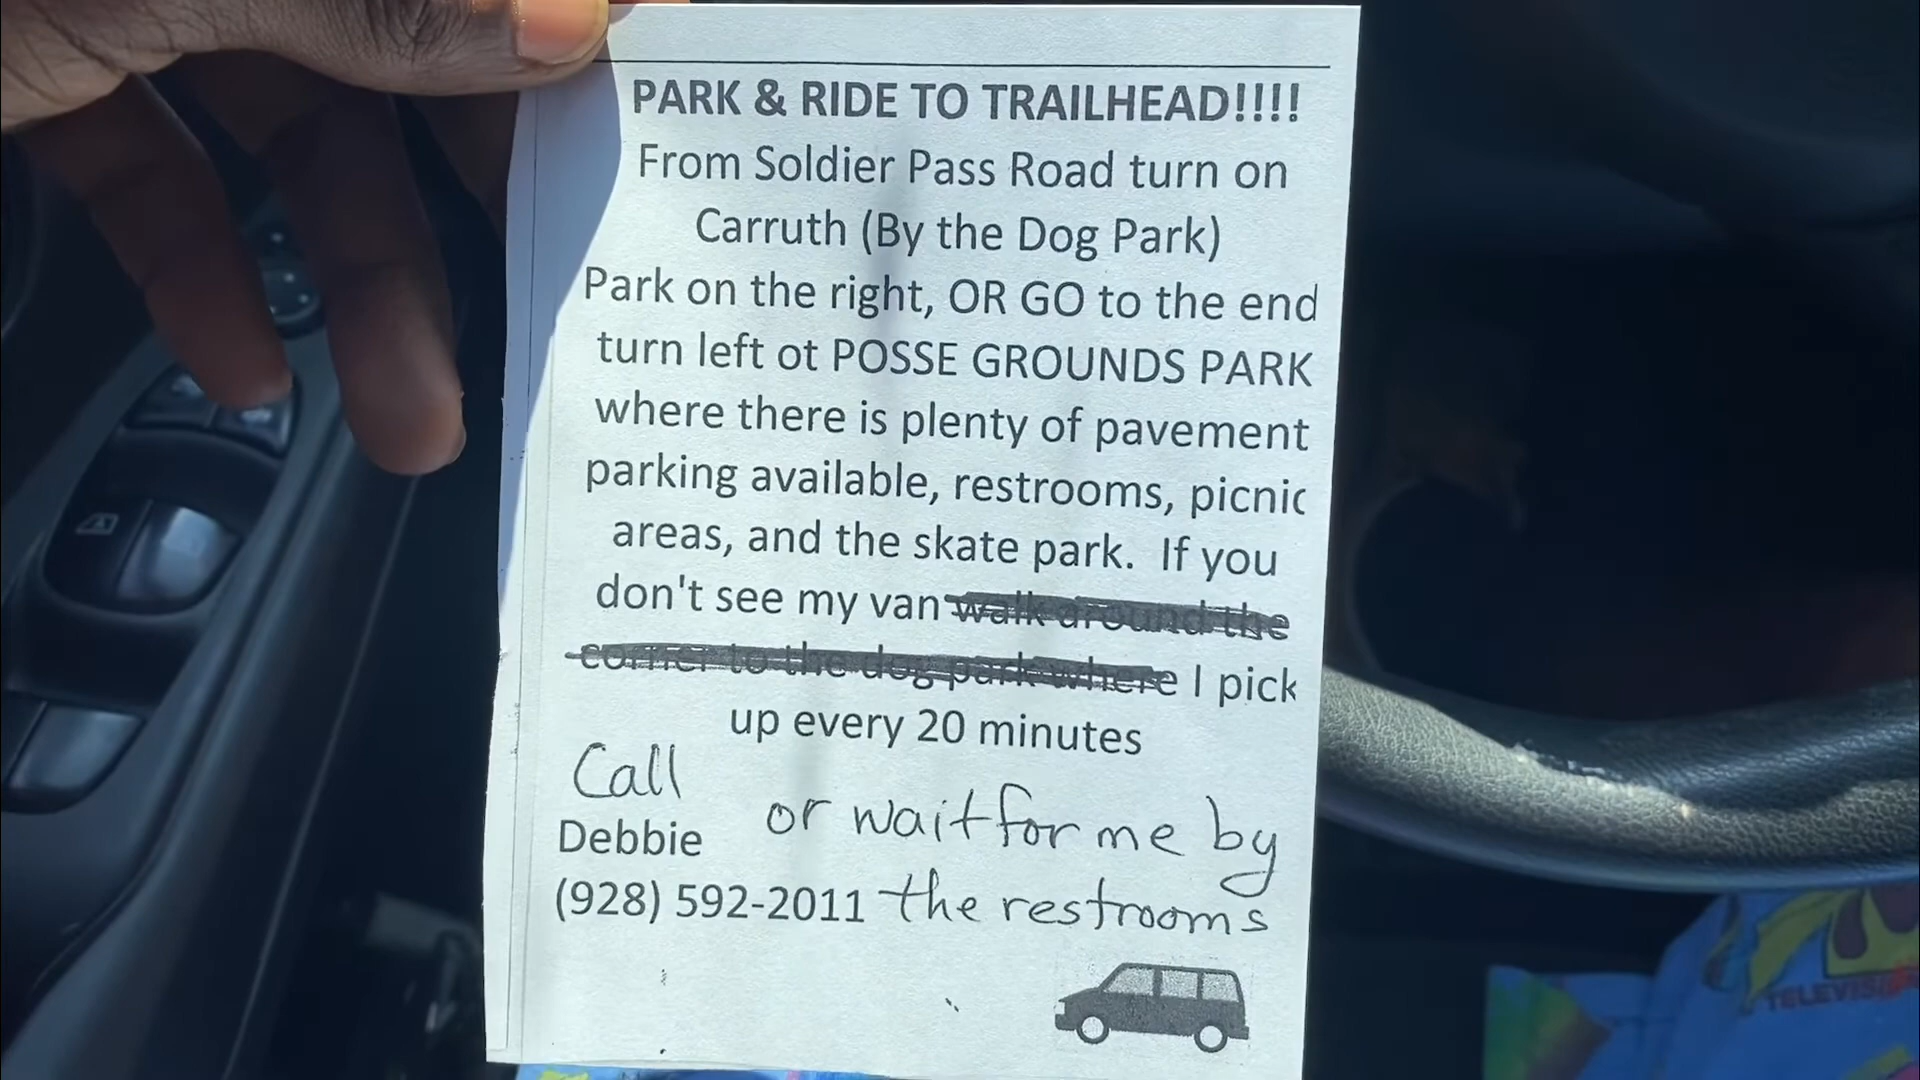 PARK & RIDE TO TRAILHEAD!!!!
From Soldier Pass Road turn on
Carruth (By the Dog Park)
Park on the right, OR GO to the end
turn left ot POSSE GROUNDS PARK
where there is plenty of pavement
parking available, restrooms, picnic
areas, and the skate park.  If you
don't see my van walk around the
corner to the dog park where I pick
up every 20 minutes
Call
Debbie or wait for me by
(928) 592-2011 the restrooms